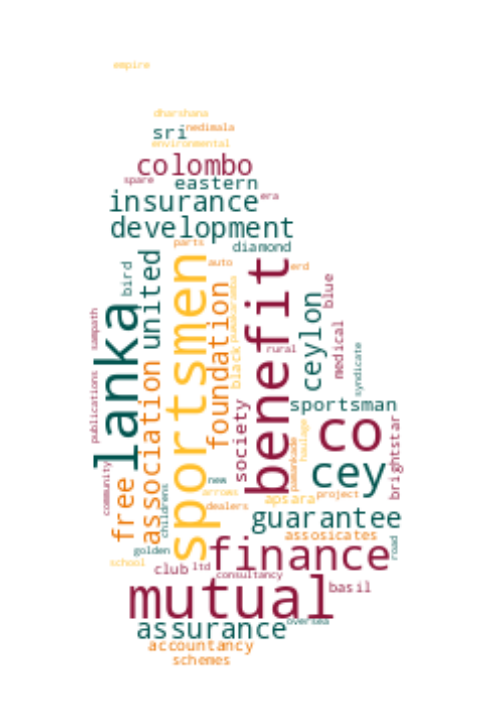 empire
dharshana
nedimala
sri
environmental
colombo
spare
eastern
insurance
era
development
parts
diamond
united
bird
auto
erd
sportsmen
benefit
foundation
black
lanka
blue
ceylon
sampath
medical
rural
syndicate
association
publications
society
sportsman
co
brightstar
pamankade
haulage
cey
community
free
new
childrens
arrows
apsara
project
dealers
guarantee
assosicates
road
golden
finance
school
club
ltd
consultancy
mutual
basil
assurance
oversea
accountancy
schemes